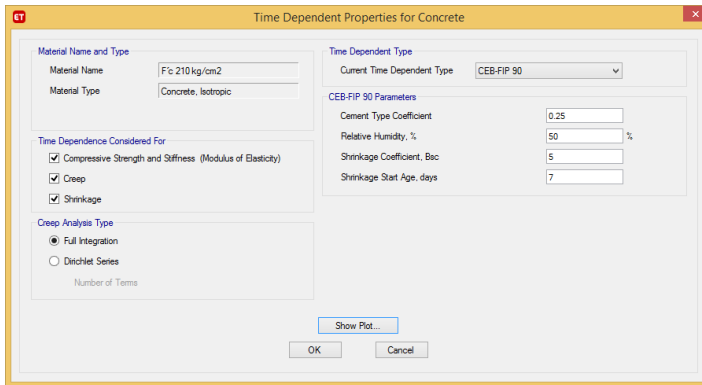 ET
Time Dependent Properties for Concrete
x
Material Name and Type
Material Name
F'c 210 kg/cm2
Material Type
Concrete, Isotropic
Time Dependence Considered For
Compressive Strength and Stiffness (Modulus of Elasticity)
Creep
Shrinkage
Creep Analysis Type
Full Integration
Dirichlet Series
Number of Terms
Time Dependent Type
Current Time Dependent Type
CEB-FIP 90
CEB-FIP 90 Parameters
Cement Type Coefficient
0.25
Relative Humidity, %
50
%
Shrinkage Coefficient, Bsc
5
Shrinkage Start Age, days
7
Show Plot...
OK
Cancel